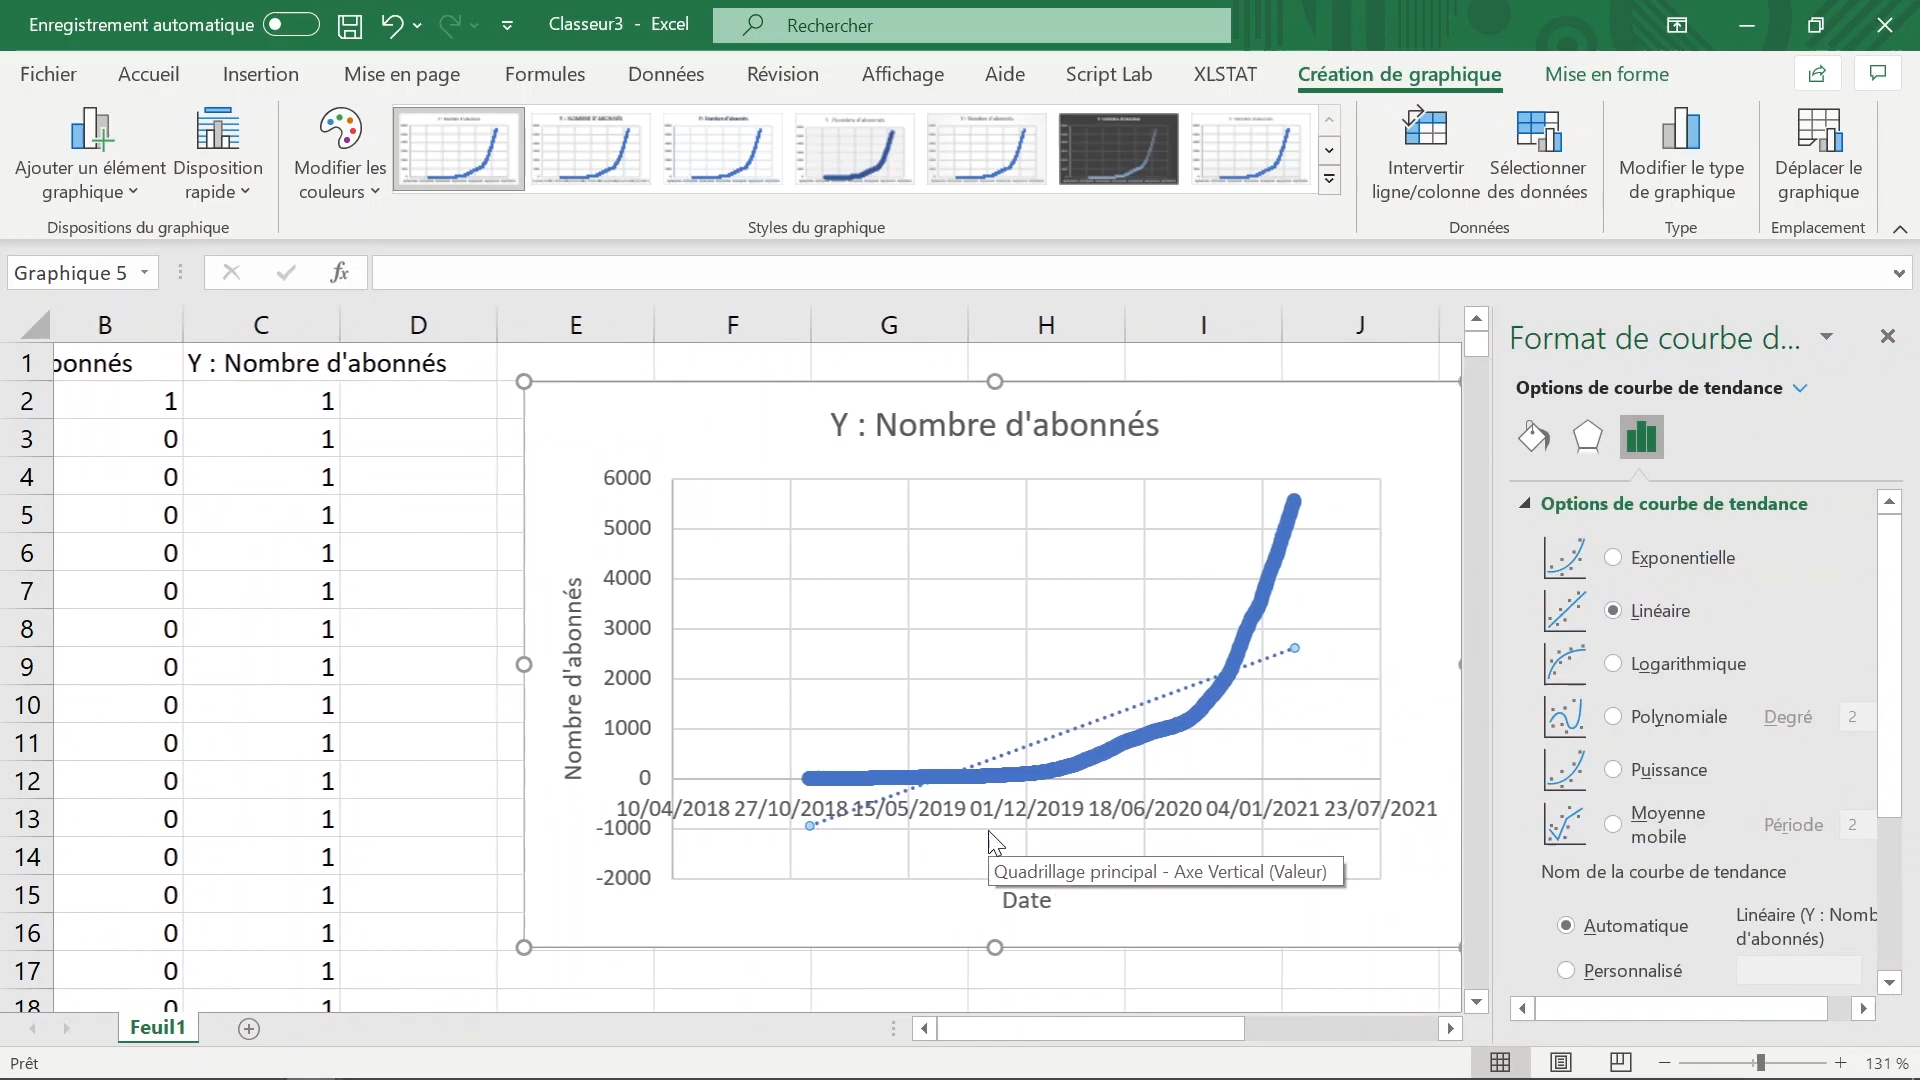 Enregistrement automatique
Classeur3 - Excel
Rechercher
Fichier Accueil Insertion Mise en page Formules Données Révision Affichage Aide Script Lab XLSTAT Création de graphique Mise en forme
Ajouter un élément
graphique
Disposition
rapide
Modifier les
couleurs
Intervertir
ligne/colonne
Sélectionner
des données
Modifier le type
de graphique
Déplacer le
graphique
Dispositions du graphique
Styles du graphique
Données
Type
Emplacement
Graphique 5
fx
B C D E F G H I J
1 bonnés Y : Nombre d'abonnés
2 1 1
3 0 1
4 0 1
5 0 1
6 0 1
7 0 1
8 0 1
9 0 1
10 0 1
11 0 1
12 0 1
13 0 1
14 0 1
15 0 1
16 0 1
17 0 1
18 0 1
Y : Nombre d'abonnés
6000
5000
4000
3000
2000
1000
0
-1000
-2000
Nombre d'abonnés
10/04/2018 27/10/2018 15/05/2019 01/12/2019 18/06/2020 04/01/2021 23/07/2021
Quadrillage principal - Axe Vertical (Valeur)
Date
Format de courbe d...
Options de courbe de tendance
Options de courbe de tendance
Exponentielle
Linéaire
Logarithmique
Polynomiale Degré 2
Puissance
Moyenne
mobile
Période 2
Nom de la courbe de tendance
Automatique
Linéaire (Y : Nomb
d'abonnés)
Personnalisé
Feuil1
Prêt
131 %